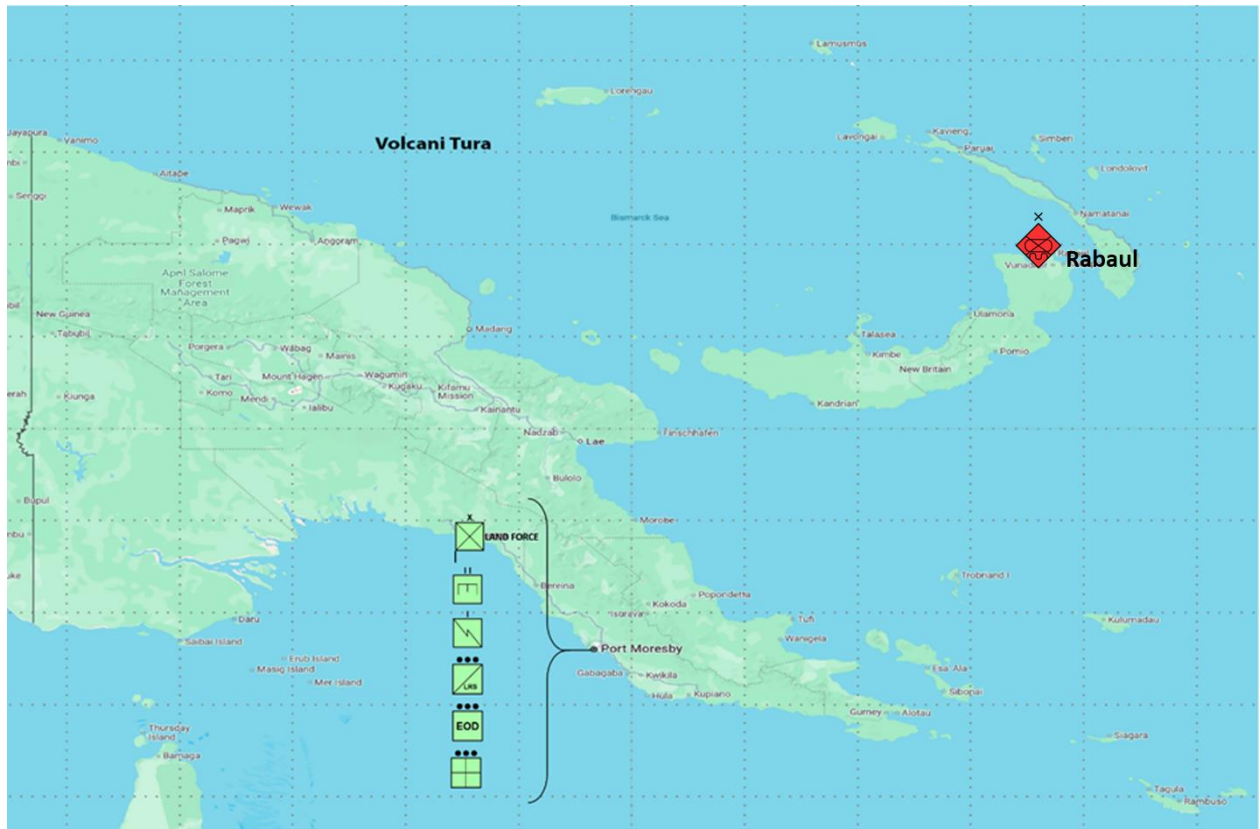 Lamusmus
Lorengau
Jayapura
Vanimo
Volcani Tura
Lavongai
Kavieng
Paryai
Simberi
Londolovit
Aitape
Senggi
Maprik
Wewak
Bismarck Sea
Namatanai
Pagwi
Angoram
Rabaul
Vunadidir
April Salome
Forest
Management
Area
New Guinea
Tabubil
Madang
Ulamona
Talasea
Pomio
Porgera
Wabag
Mainis
Kimbe
New Britain
Tari
Mount Hagen
Wagumin
Kugaku
Kifamu
Mission
Komo
Mendi
Ialibu
Kainantu
Kiunga
Kandrian
Nadzab
Lae
Finschhafen
Bulolo
Bupul
X
LAND FORCE
Morobe
Bereina
Trobriand I
Kokoda
Popondetta
Isurava
Daru
Tufi
Kulumadau
Saibai Island
Wanigela
Port Moresby
Erub Island
Masig Island
Mer Island
LRS
Gabagaba
Kwikila
Hula
Kupiano
Esa Ala
Sibopai
EOD
Gurney
Alotau
Thursday
Island
Bamaga
Siagara
Tagula
Rambuso